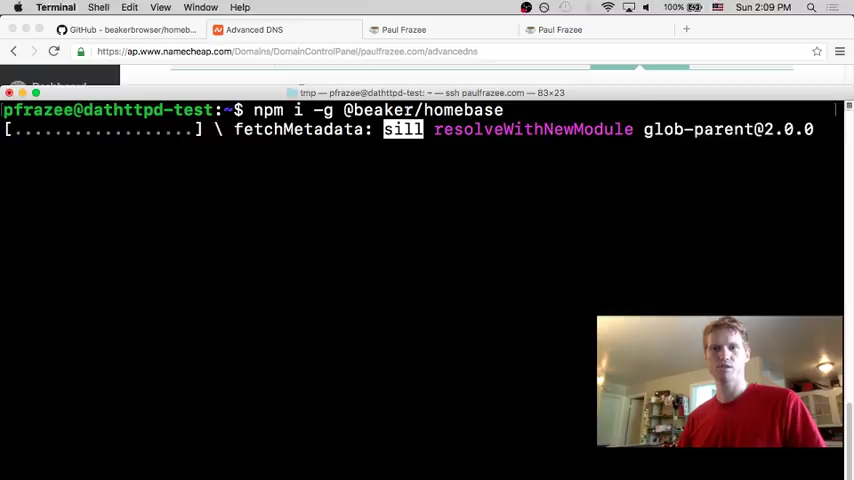 Terminal Shell Edit View Window Help 100% Sun 2:09 PM
GitHub - beakerbrowser/homeb... Advanced DNS Paul Frazee Paul Frazee
https://ap.www.namecheap.com/Domains/DomainControlPanel/paulfrazee.com/advancedns
tmp — pfrazee@dathttpd-test: ~ — ssh paulfrazee.com — 83×23
pfrazee@dathttpd-test:~$ npm i -g @beaker/homebase
[..................] \ fetchMetadata: sill resolveWithNewModule glob-parent@2.0.0